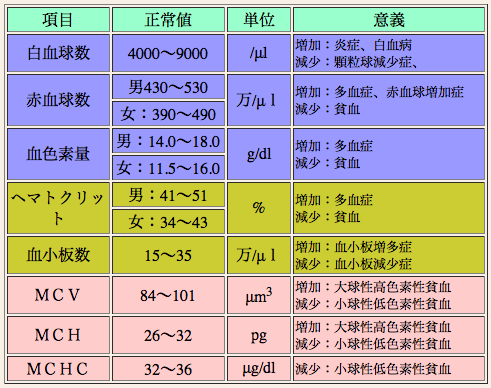 項目 正常値 単位 意義
白血球数 4000〜9000 /μl 増加：炎症、白血病
減少：顆粒球減少症、
赤血球数 男430〜530 万/μl 増加：多血症、赤血球増加症
女：390〜490 減少：貧血
血色素量 男：14.0〜18.0 g/dl 増加：多血症
女：11.5〜16.0 減少：貧血
ヘマトクリッ 男：41〜51 % 増加：多血症
ト 女：34〜43 減少：貧血
血小板数 15〜35 万/μl 増加：血小板増多症
減少：血小板減少症
ＭＣＶ 84〜101 μm³ 増加：大球性高色素性貧血
減少：小球性低色素性貧血
ＭＣＨ 26〜32 pg 増加：大球性高色素性貧血
減少：小球性低色素性貧血
ＭＣＨＣ 32〜36 μg/dl 減少：小球性低色素性貧血